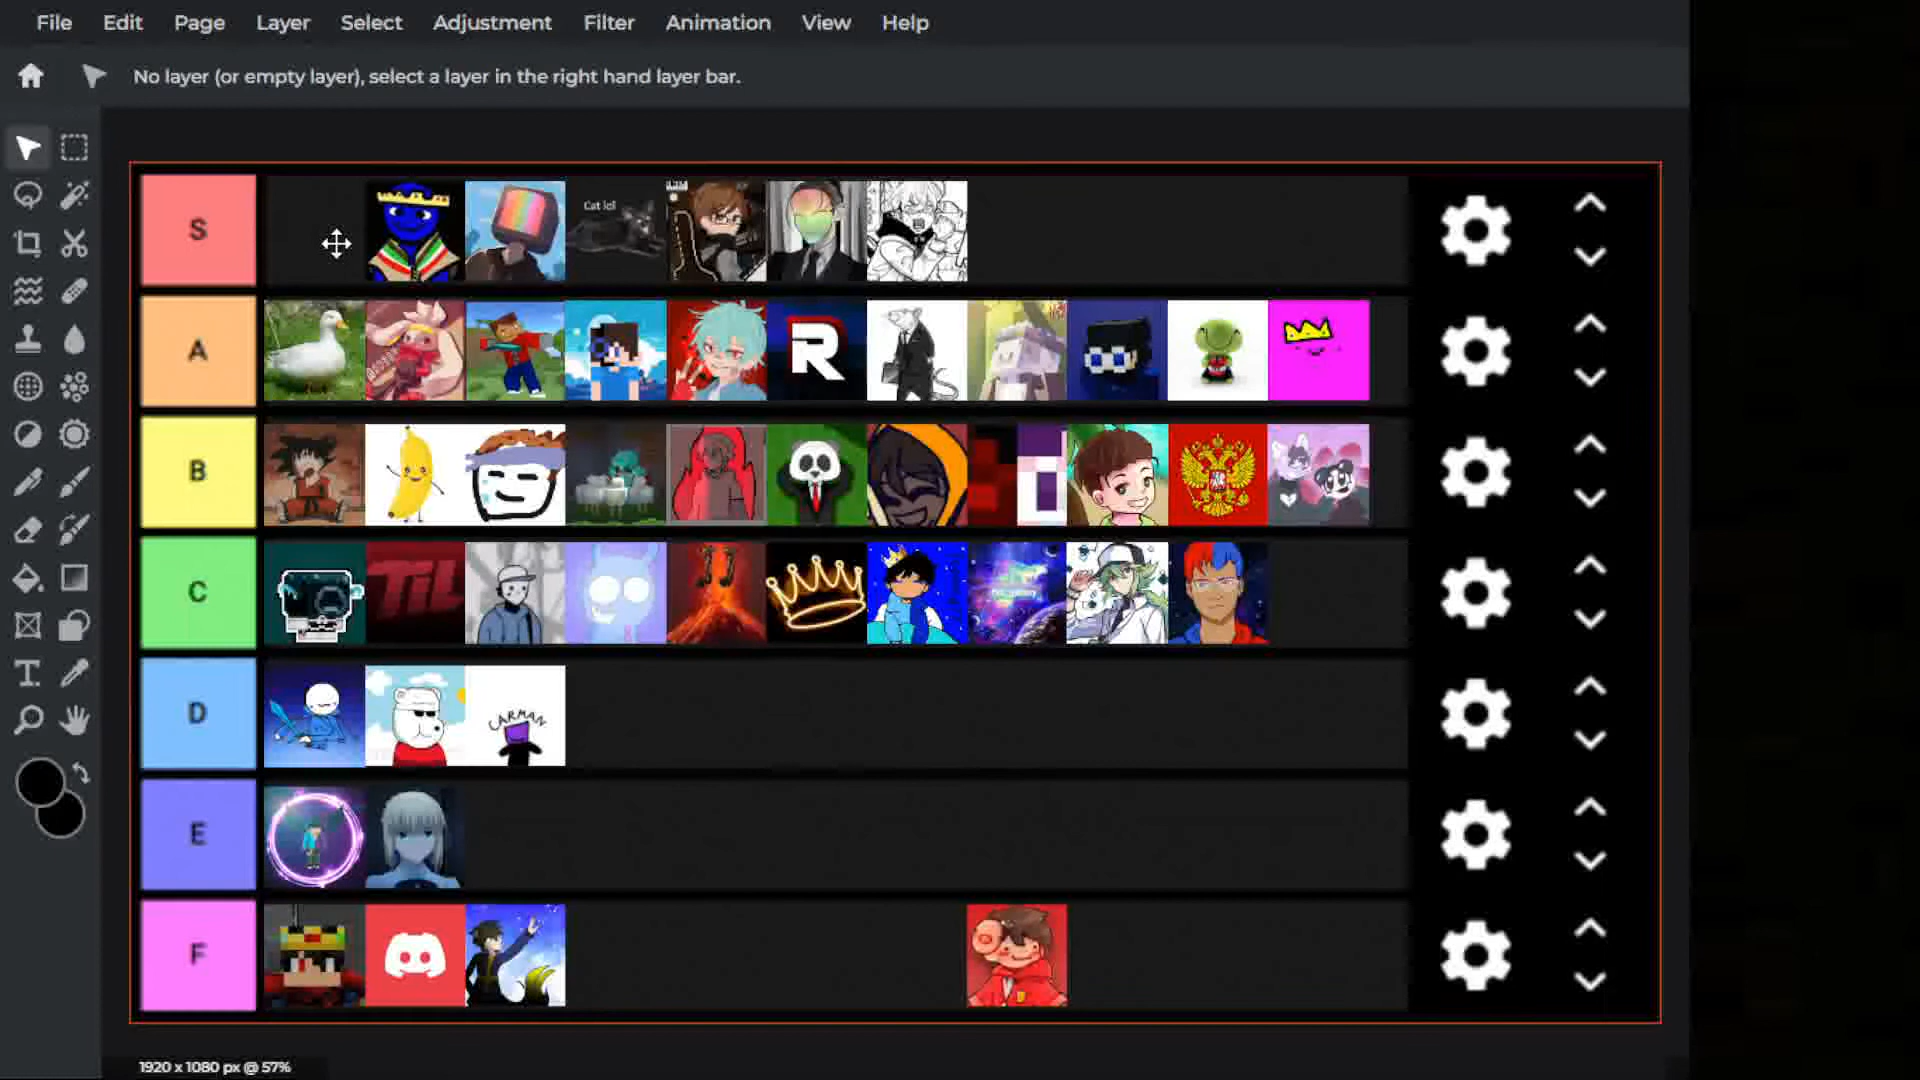 File Edit Page Layer Select Adjustment Filter Animation View Help
No layer (or empty layer), select a layer in the right hand layer bar.
S
Cat lol
A
R
B
C
TiL
D
CARMAN
E
F
T
1920 x 1080 px @ 57%